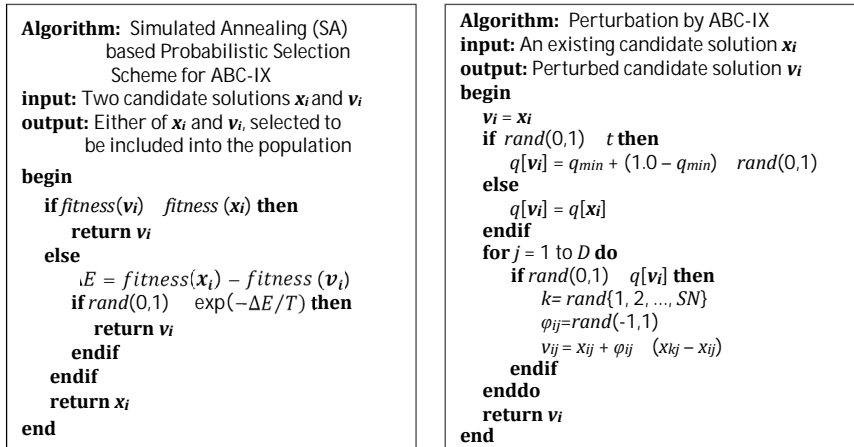 Algorithm: Simulated Annealing (SA)
based Probabilistic Selection
Scheme for ABC-IX
input: Two candidate solutions xi and vi
output: Either of xi and vi, selected to
be included into the population
begin
if fitness(vi) fitness (xi) then
return vi
else
E = fitness(xi) − fitness (vi)
if rand(0,1) exp(−ΔE/T) then
return vi
endif
endif
return xi
end
Algorithm: Perturbation by ABC-IX
input: An existing candidate solution xi
output: Perturbed candidate solution vi
begin
vi = xi
if rand(0,1) t then
q[vi] = qmin + (1.0 – qmin) rand(0,1)
else
q[vi] = q[xi]
endif
for j = 1 to D do
if rand(0,1) q[vi] then
k= rand{1, 2, ..., SN}
φij=rand(-1,1)
vij = xij + φij (xkj – xij)
endif
enddo
return vi
end